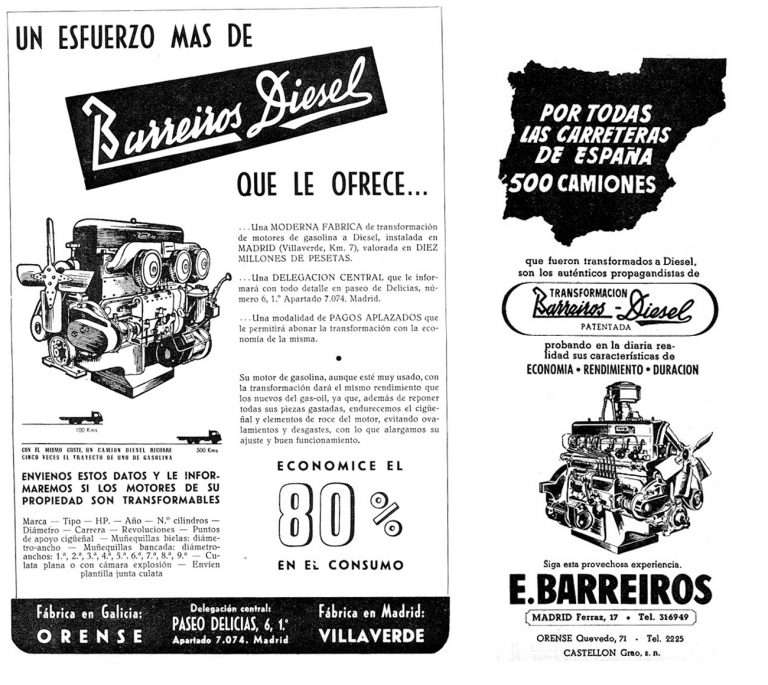 UN ESFUERZO MAS DE
Barreiros Diesel
QUE LE OFRECE...
...Una MODERNA FABRICA de transformación
de motores de gasolina a Diesel, instalada en
MADRID (Villaverde, Km. 7), valorada en DIEZ
MILLONES DE PESETAS.
...Una DELEGACION CENTRAL que le infor-
mará con todo detalle en paseo de Delicias, nú-
mero 6, 1.º Apartado 7.074. Madrid.
...Una modalidad de PAGOS APLAZADOS que
le permitirá abonar la transformación con la eco-
nomía de la misma.
Su motor de gasolina, aunque esté muy usado, con
la transformación dará el mismo rendimiento que
los nuevos del gas-oil, ya que, además de reponer
todas sus piezas gastadas, endurecemos el cigüe-
ñal y elementos de roce del motor, evitando ova-
lamientos y desgastes, con lo que alargamos su
ajuste y buen funcionamiento.
100 Kms
500 Kms
CON EL MISMO COSTE, UN CAMION DIESEL RECORRE
CINCO VECES EL TRAYECTO DE UNO DE GASOLINA
ENVIENOS ESTOS DATOS Y LE INFOR-
MAREMOS SI LOS MOTORES DE SU
PROPIEDAD SON TRANSFORMABLES
Marca — Tipo — HP. — Año — N.º cilindros —
Diámetro — Carrera — Revoluciones — Puntos
de apoyo cigüeñal — Muñequillas bielas: diáme-
tro-ancho — Muñequillas bancada: diámetro-
anchos: 1.ª, 2.ª, 3.ª, 4.ª, 5.ª, 6.ª, 7.ª, 8.ª, 9.ª — Cu-
lata plana o con cámara explosión — Envíen
plantilla junta culata
ECONOMICE EL
80 %
EN EL CONSUMO
Fábrica en Galicia:
ORENSE
Delegación central:
PASEO DELICIAS, 6, 1.º
Apartado 7.074. Madrid
Fábrica en Madrid:
VILLAVERDE
POR TODAS
LAS CARRETERAS
DE ESPAÑA
500 CAMIONES
que fueron transformados a Diesel,
son los auténticos propagandistas de
TRANSFORMACION
Barreiros - Diesel
PATENTADA
probando en la diaria rea-
lidad sus características de
ECONOMIA • RENDIMIENTO • DURACION
Siga esta provechosa experiencia.
E. BARREIROS
MADRID Ferraz, 17 • Tel. 316949
ORENSE Quevedo, 71 - Tel. 2225
CASTELLON Grao, s. n.